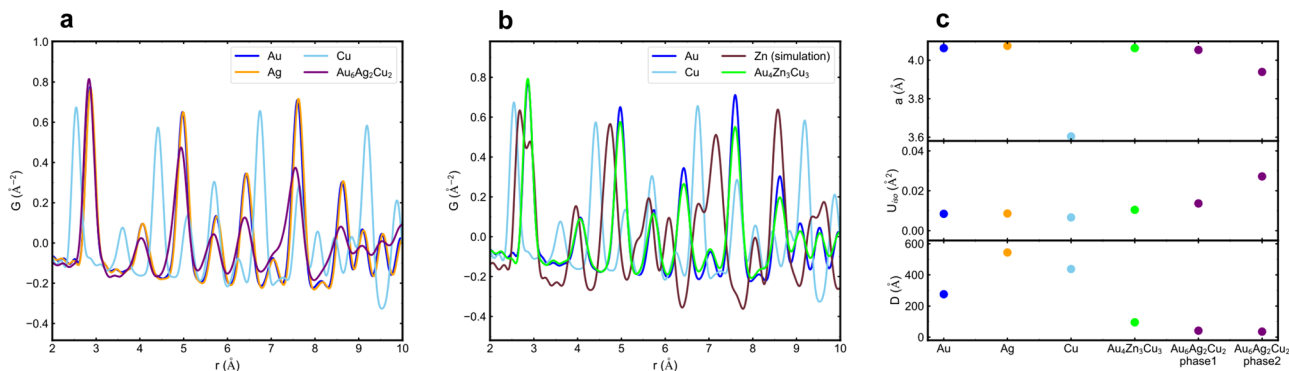 a
1.0
0.8
0.6
0.4
0.2
0.0
−0.2
−0.4
G (Å⁻²)
2 3 4 5 6 7 8 9 10
r (Å)
Au
Ag
Cu
Au₆Ag₂Cu₂
b
0.8
0.6
0.4
0.2
0.0
−0.2
−0.4
G (Å⁻²)
2 3 4 5 6 7 8 9 10
r (Å)
Au
Cu
Zn (simulation)
Au₄Zn₃Cu₃
c
4.0
3.6
a (Å)
0.04
0.02
0.00
Uᵢₛₒ (Å²)
600
400
200
0
D (Å)
Au Ag Cu Au₄Zn₃Cu₃ Au₆Ag₂Cu₂ Au₆Ag₂Cu₂
phase1 phase2